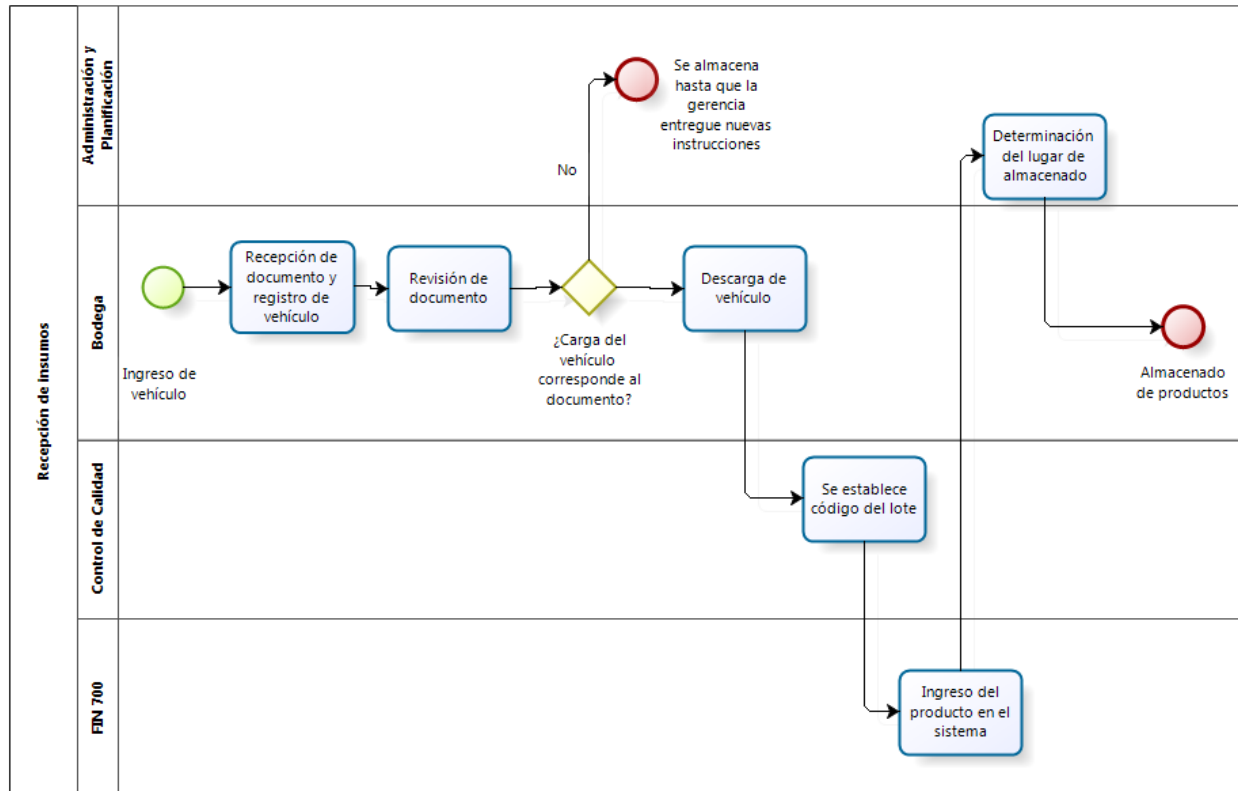 Recepción de insumos
Administración y
Planificación
Se almacena
hasta que la
gerencia
entregue nuevas
instrucciones
No
Determinación
del lugar de
almacenado
Bodega
Ingreso de
vehículo
Recepción de
documento y
registro de
vehículo
Revisión de
documento
¿Carga del
vehículo
corresponde al
documento?
Descarga de
vehículo
Almacenado
de productos
Control de Calidad
Se establece
código del lote
FIN 700
Ingreso del
producto en el
sistema